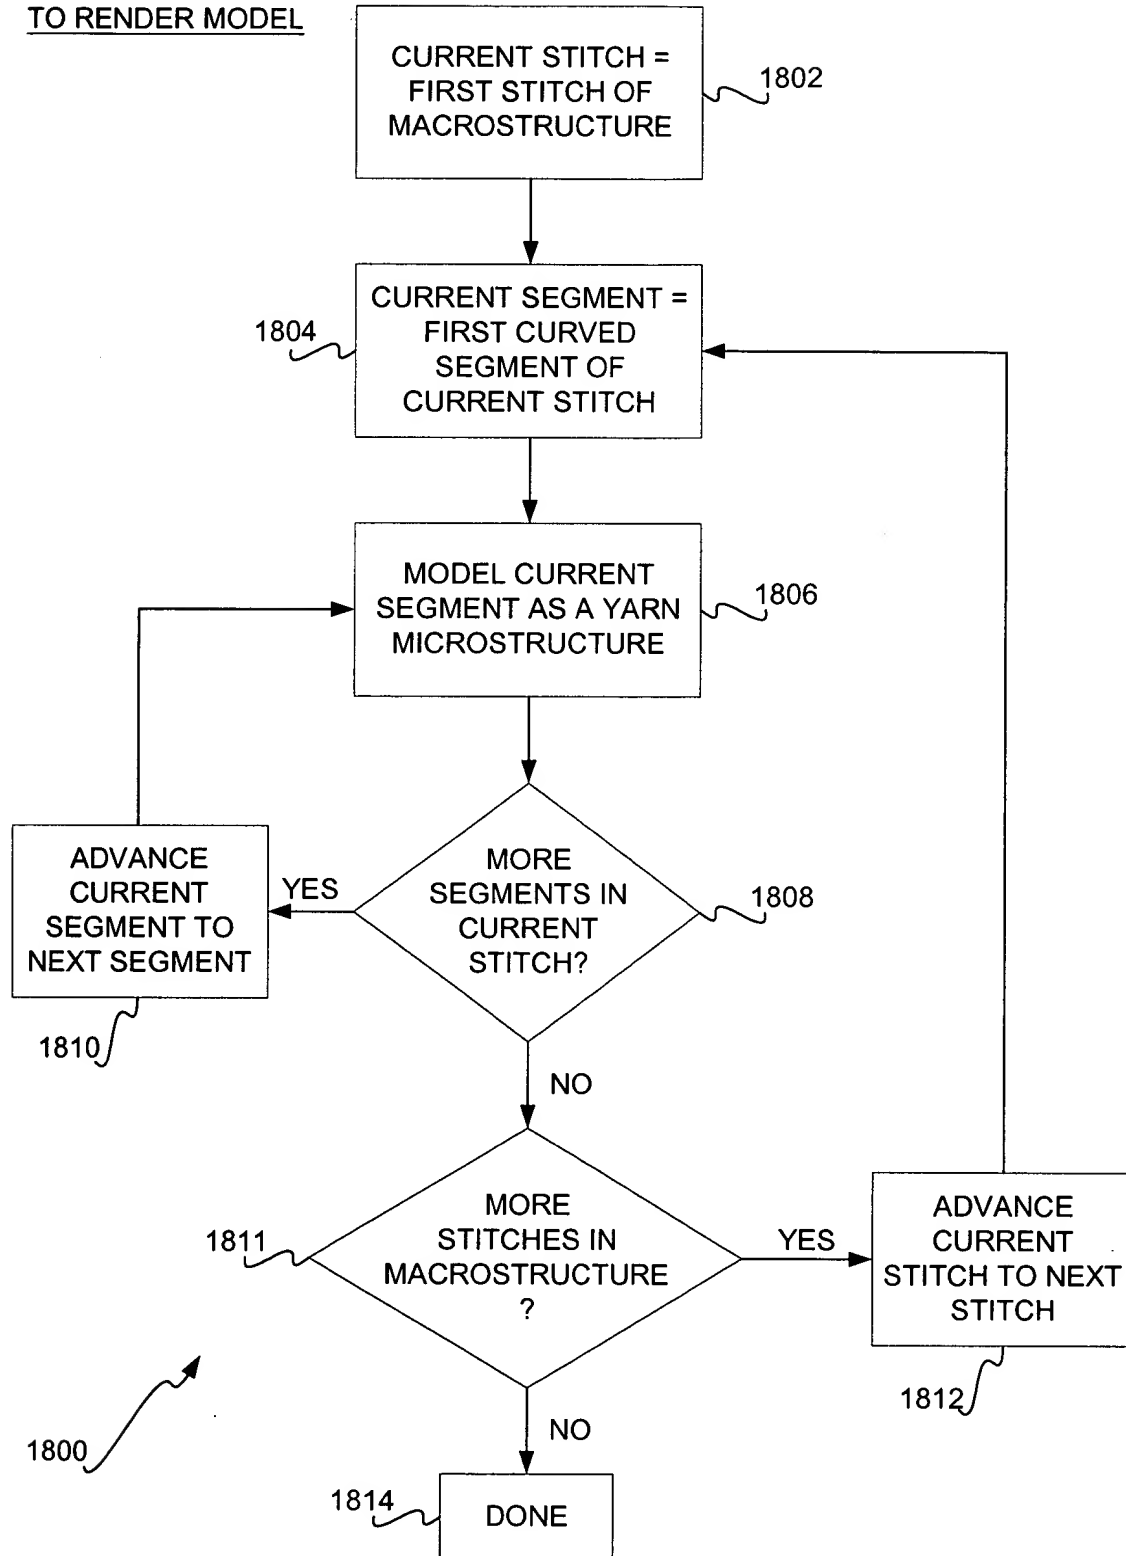 TO RENDER MODEL
CURRENT STITCH =
FIRST STITCH OF
MACROSTRUCTURE
1802
CURRENT SEGMENT =
FIRST CURVED
SEGMENT OF
CURRENT STITCH
1804
MODEL CURRENT
SEGMENT AS A YARN
MICROSTRUCTURE
1806
MORE
SEGMENTS IN
CURRENT
STITCH?
1808
YES
ADVANCE
CURRENT
SEGMENT TO
NEXT SEGMENT
1810
NO
MORE
STITCHES IN
MACROSTRUCTURE
?
1811
YES
ADVANCE
CURRENT
STITCH TO NEXT
STITCH
1812
NO
1800
DONE
1814